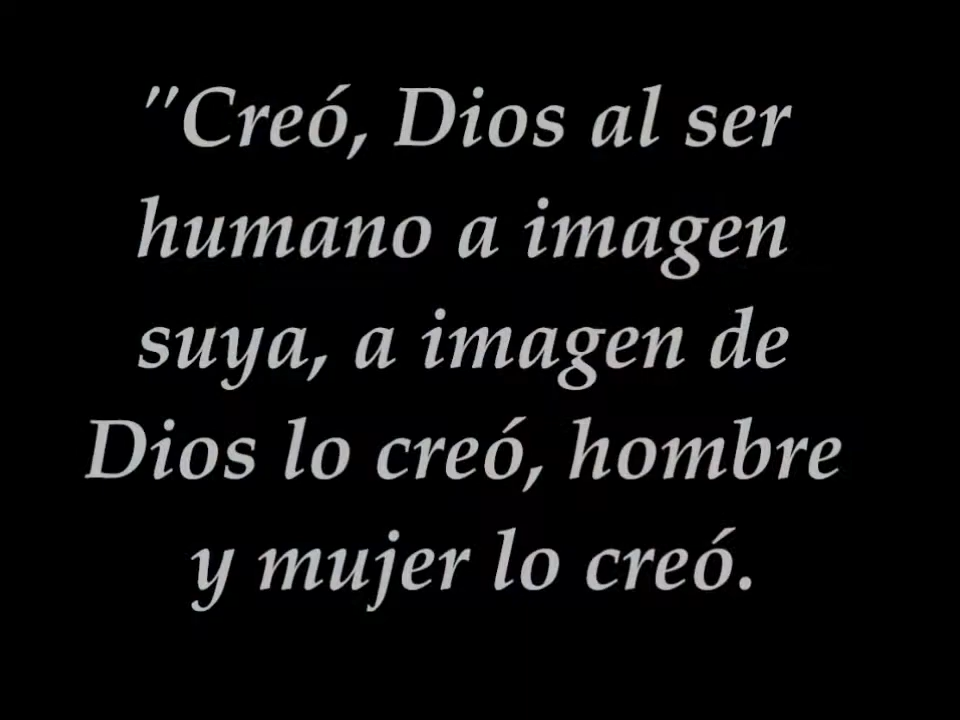 "Creó, Dios al ser
humano a imagen
suya, a imagen de
Dios lo creó, hombre
y mujer lo creó.